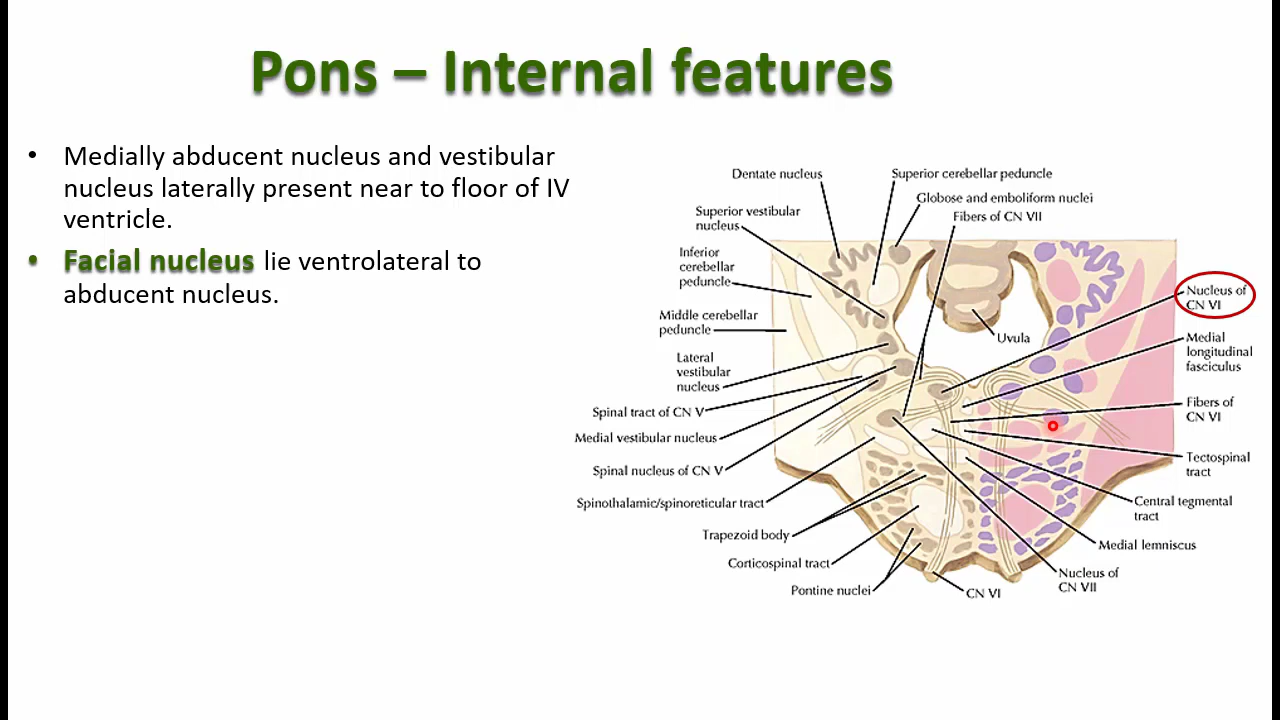 Pons – Internal features
• Medially abducent nucleus and vestibular
nucleus laterally present near to floor of IV
ventricle.
• Facial nucleus lie ventrolateral to
abducent nucleus.
Dentate nucleus
Superior vestibular
nucleus
Inferior
cerebellar
peduncle
Middle cerebellar
peduncle
Lateral
vestibular
nucleus
Spinal tract of CN V
Medial vestibular nucleus
Spinal nucleus of CN V
Spinothalamic/spinoreticular tract
Trapezoid body
Corticospinal tract
Pontine nuclei
Superior cerebellar peduncle
Globose and emboliform nuclei
Fibers of CN VII
Uvula
Nucleus of
CN VI
Medial
longitudinal
fasciculus
Fibers of
CN VI
Tectospinal
tract
Central tegmental
tract
Medial lemniscus
Nucleus of
CN VII
CN VI